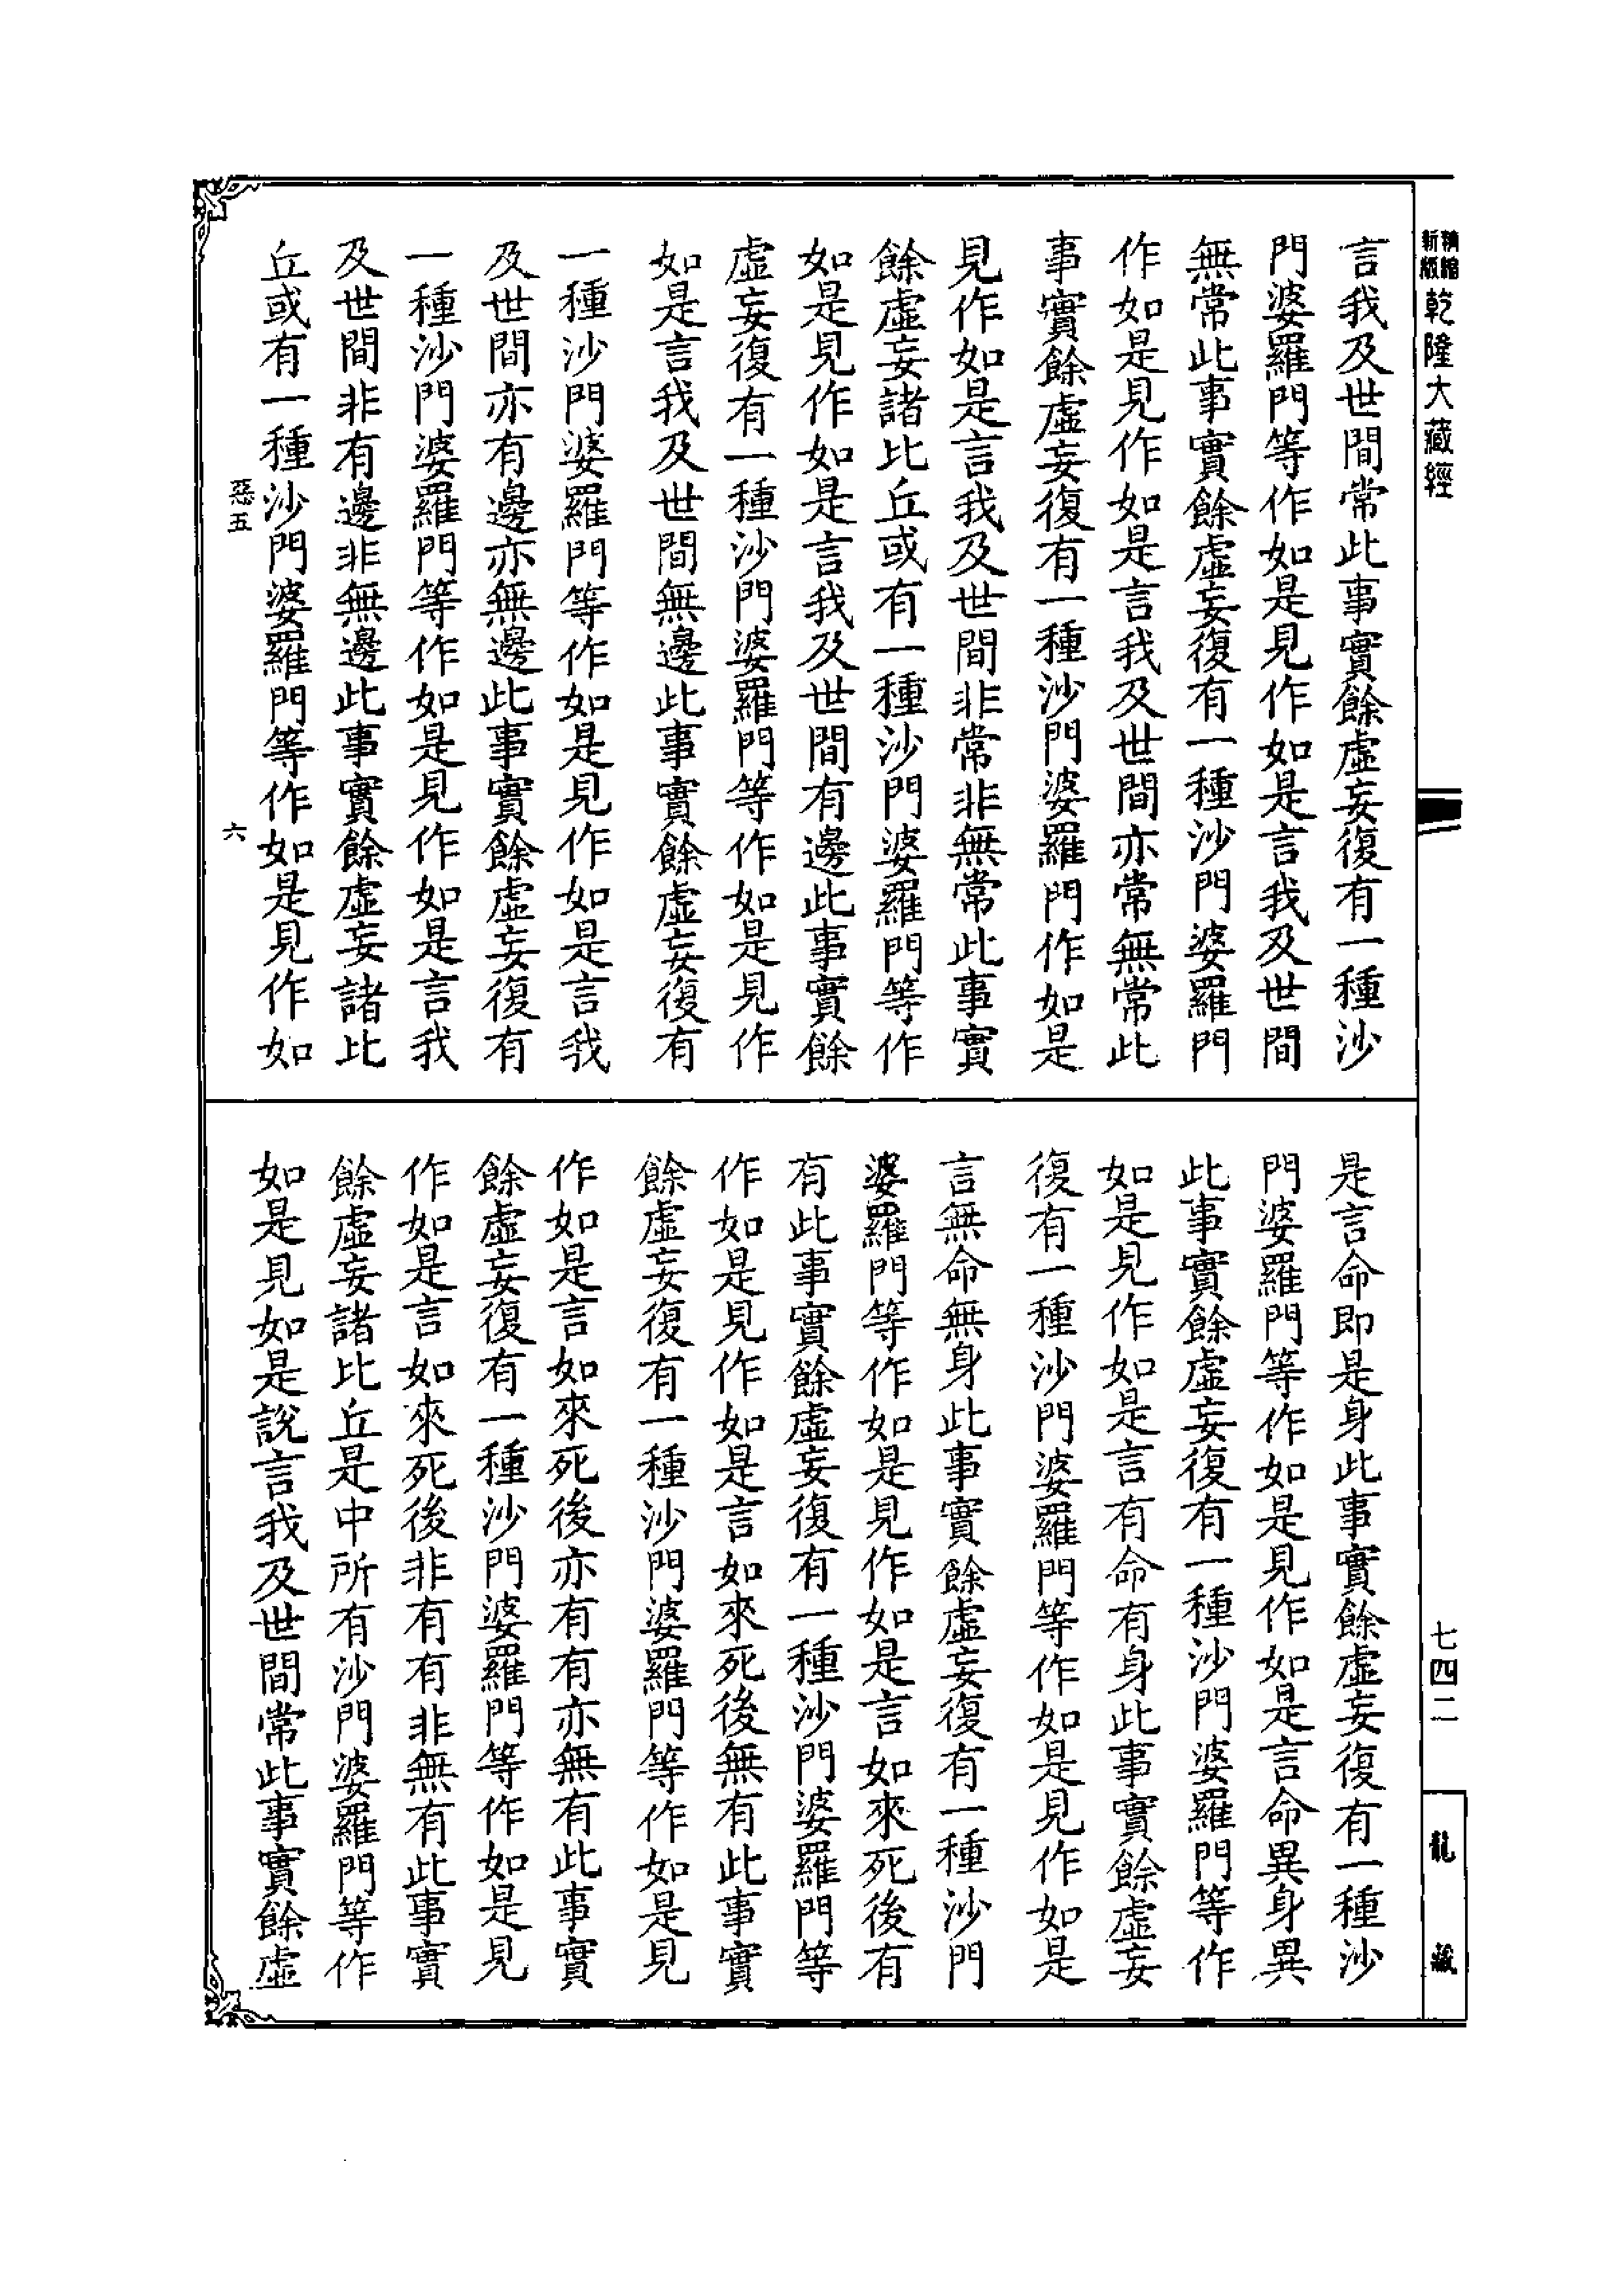 精縮
新版
乾隆大藏經
言我及世間常此事實餘虛妄復有一種沙
門婆羅門等作如是見作如是言我及世間
無常此事實餘虛妄復有一種沙門婆羅門
作如是見作如是言我及世間亦常無常此
事實餘虛妄復有一種沙門婆羅門作如是
見作如是言我及世間非常非無常此事實
餘虛妄諸比丘或有一種沙門婆羅門等作
如是見作如是言我及世間有邊此事實餘
虛妄復有一種沙門婆羅門等作如是見作
如是言我及世間無邊此事實餘虛妄復有
一種沙門婆羅門等作如是見作如是言我
及世間亦有邊亦無邊此事實餘虛妄復有
一種沙門婆羅門等作如是見作如是言我
及世間非有邊非無邊此事實餘虛妄諸比
丘或有一種沙門婆羅門等作如是見作如
惡五
六
是言命即是身此事實餘虛妄復有一種沙
門婆羅門等作如是見作如是言命異身異
此事實餘虛妄復有一種沙門婆羅門等作
如是見作如是言有命有身此事實餘虛妄
復有一種沙門婆羅門等作如是見作如是
言無命無身此事實餘虛妄復有一種沙門
婆羅門等作如是見作如是言如來死後有
有此事實餘虛妄復有一種沙門婆羅門等
作如是見作如是言如來死後無有此事實
餘虛妄復有一種沙門婆羅門等作如是見
作如是言如來死後亦有有亦無有此事實
餘虛妄復有一種沙門婆羅門等作如是見
作如是言如來死後非有有非無有此事實
餘虛妄諸比丘是中所有沙門婆羅門等作
如是見如是說言我及世間常此事實餘虛
七四二
龍藏